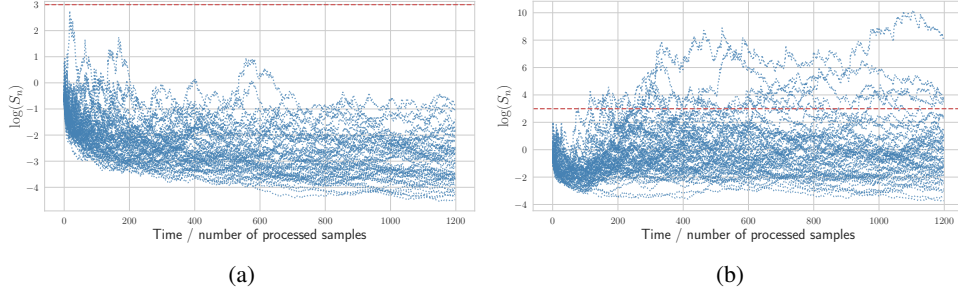 3
2
1
0
−1
−2
−3
−4
log(Sₙ)
0 200 400 600 800 1000 1200
Time / number of processed samples
(a)
10
8
6
4
2
0
−2
−4
log(Sₙ)
0 200 400 600 800 1000 1200
Time / number of processed samples
(b)